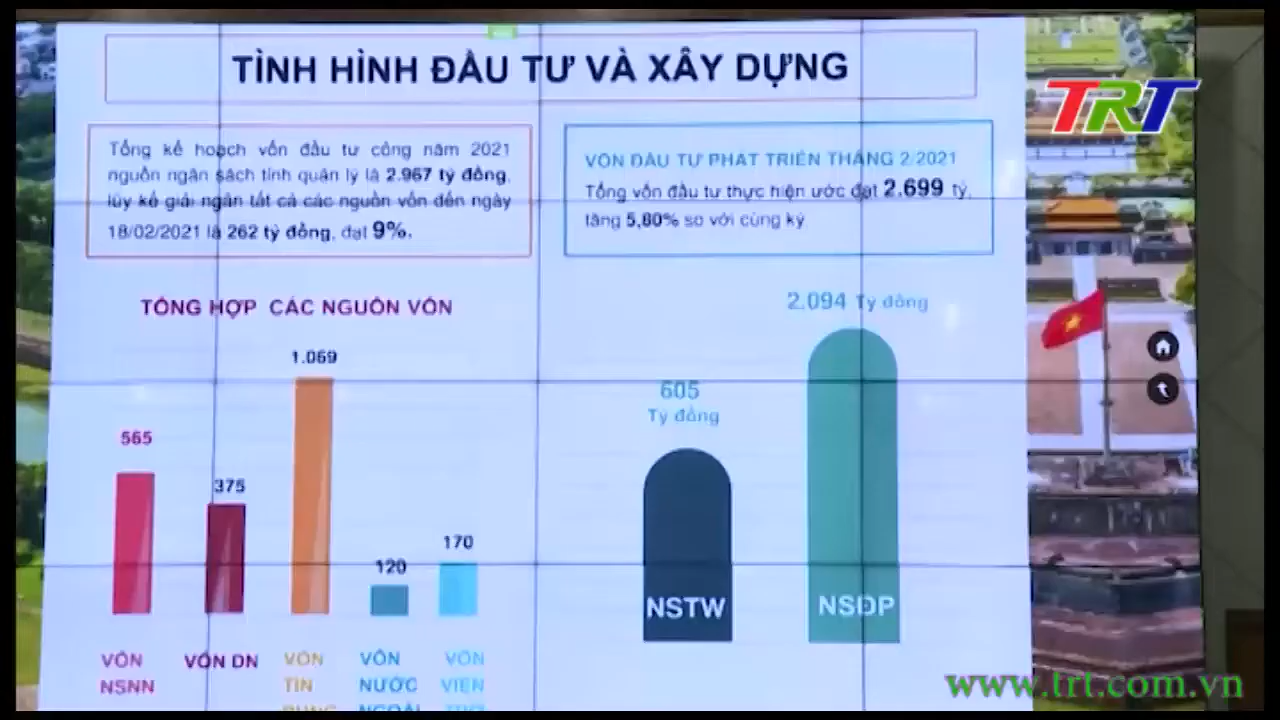 TÌNH HÌNH ĐẦU TƯ VÀ XÂY DỰNG
TRT
Tổng kế hoạch vốn đầu tư công năm 2021
nguồn ngân sách tỉnh quản lý là 2.967 tỷ đồng,
lũy kế giải ngân tất cả các nguồn vốn đến ngày
18/02/2021 là 262 tỷ đồng, đạt 9%.
VỐN ĐẦU TƯ PHÁT TRIỂN THÁNG 2/2021
Tổng vốn đầu tư thực hiện ước đạt 2.699 tỷ,
tăng 5,80% so với cùng kỳ
TỔNG HỢP CÁC NGUỒN VỐN
565
375
1.069
120
170
VỐN
NSNN
VỐN DN
VỐN
TÍN
DỤNG
VỐN
NƯỚC
NGOÀI
VỐN
VIỆN
TRỢ
605
Tỷ đồng
2.094 Tỷ đồng
NSTW
NSĐP
www.trt.com.vn